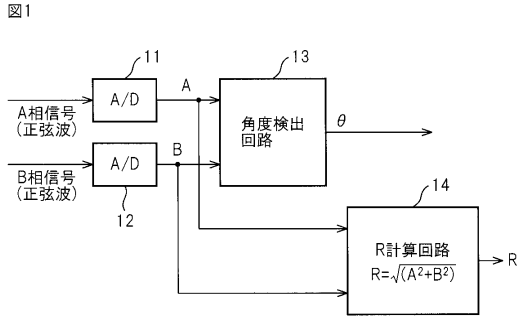 図1
11
13
A
A/D
A相信号
(正弦波)
角度検出
回路
θ
B
A/D
B相信号
(正弦波)
12
14
R計算回路
R=√(A²+B²)
R